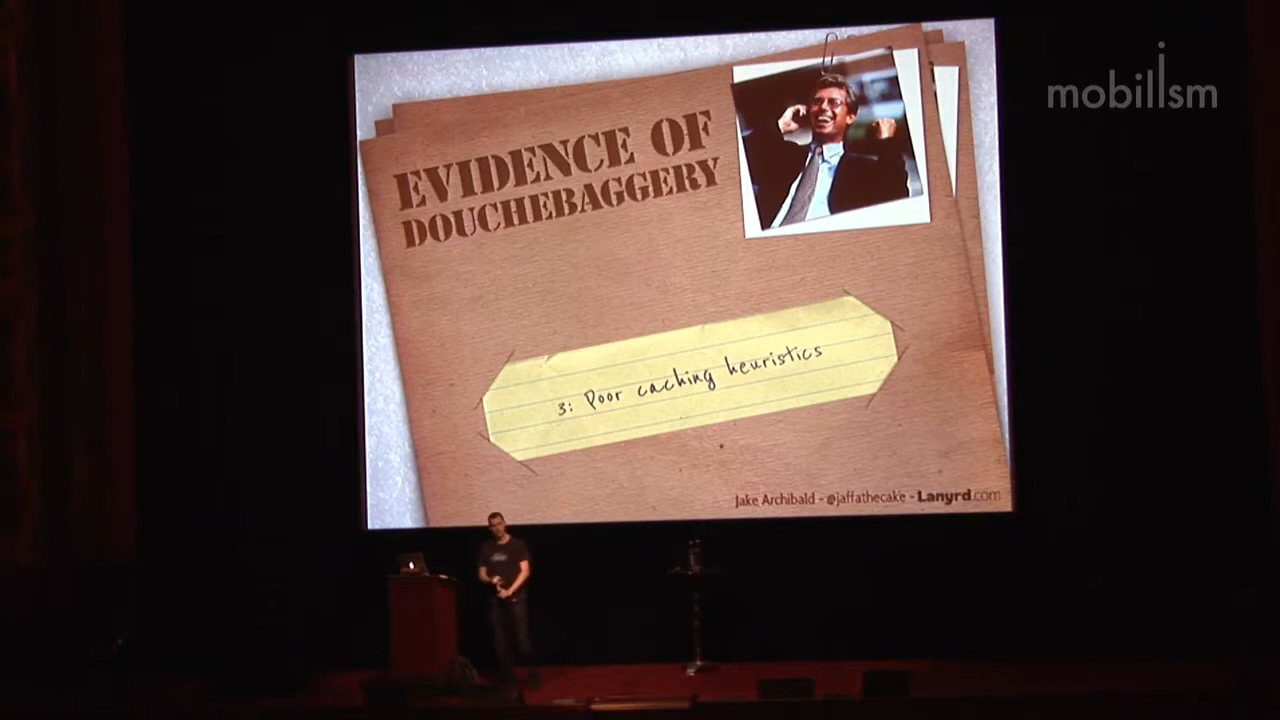 mobilism
EVIDENCE OF
DOUCHEBAGGERY
3: Poor caching heuristics
Jake Archibald - @jaffathecake - Lanyrd.com